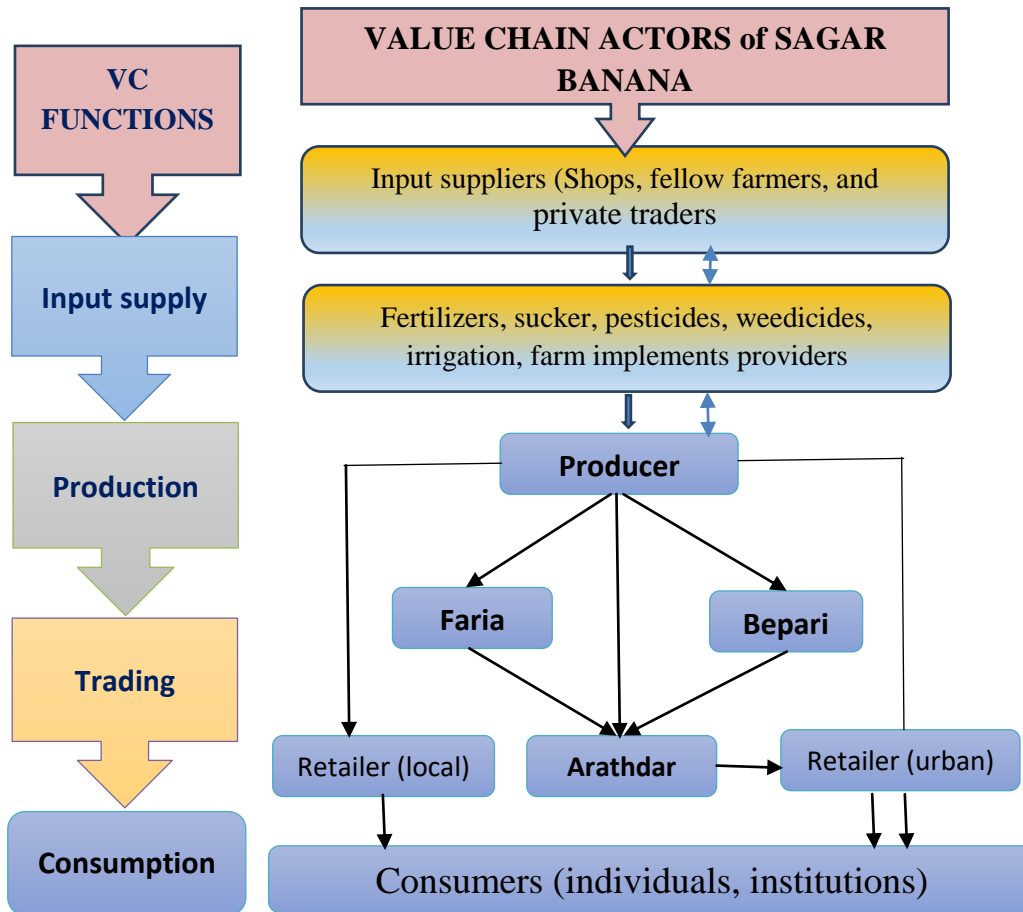 VC
FUNCTIONS
Input supply
Production
Trading
Consumption
VALUE CHAIN ACTORS of SAGAR
BANANA
Input suppliers (Shops, fellow farmers, and
private traders
Fertilizers, sucker, pesticides, weedicides,
irrigation, farm implements providers
Producer
Faria
Bepari
Retailer (local)
Arathdar
Retailer (urban)
Consumers (individuals, institutions)